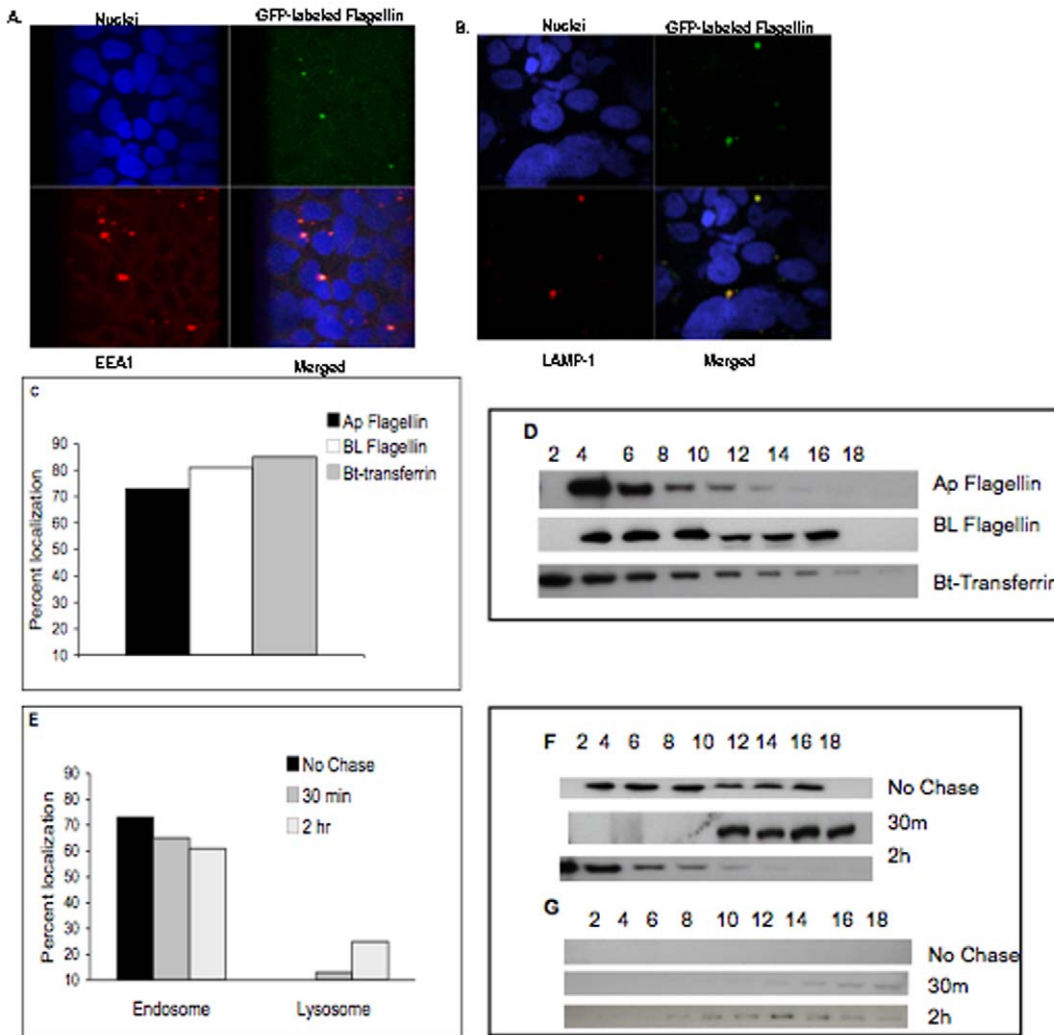 A.
Nuclei GFP-labeled Flagellin
B.
Nuclei GFP-labeled Flagellin
EEA1 Merged
LAMP-1 Merged
C
Ap Flagellin
BL Flagellin
Bt-transferrin
90
80
70
60
50
40
30
20
10
Percent localization
D
2 4 6 8 10 12 14 16 18
Ap Flagellin
BL Flagellin
Bt-Transferrin
E
No Chase
30 min
2 hr
90
80
70
60
50
40
30
20
10
Percent localization
Endosome Lysosome
F
2 4 6 8 10 12 14 16 18
No Chase
30m
2h
G
2 4 6 8 10 12 14 16 18
No Chase
30m
2h